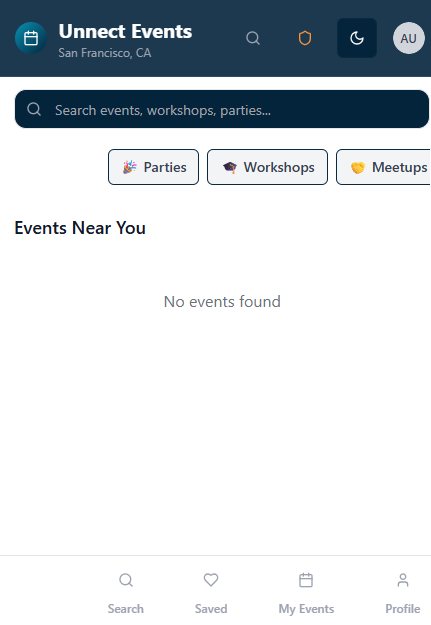 Unnect Events
San Francisco, CA
AU
Search events, workshops, parties...
Parties
Workshops
Meetups
Events Near You
No events found
Search
Saved
My Events
Profile